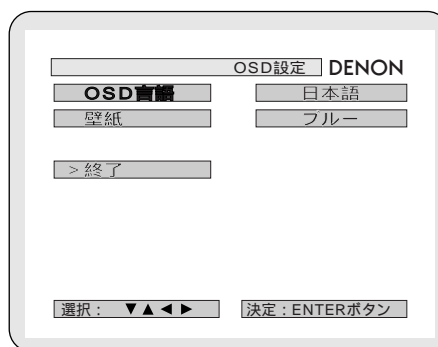 OSD設定 DENON
OSD言語 日本語
壁紙 ブルー
>終了
選択： ▼▲◀▶ 決定：ENTERボタン